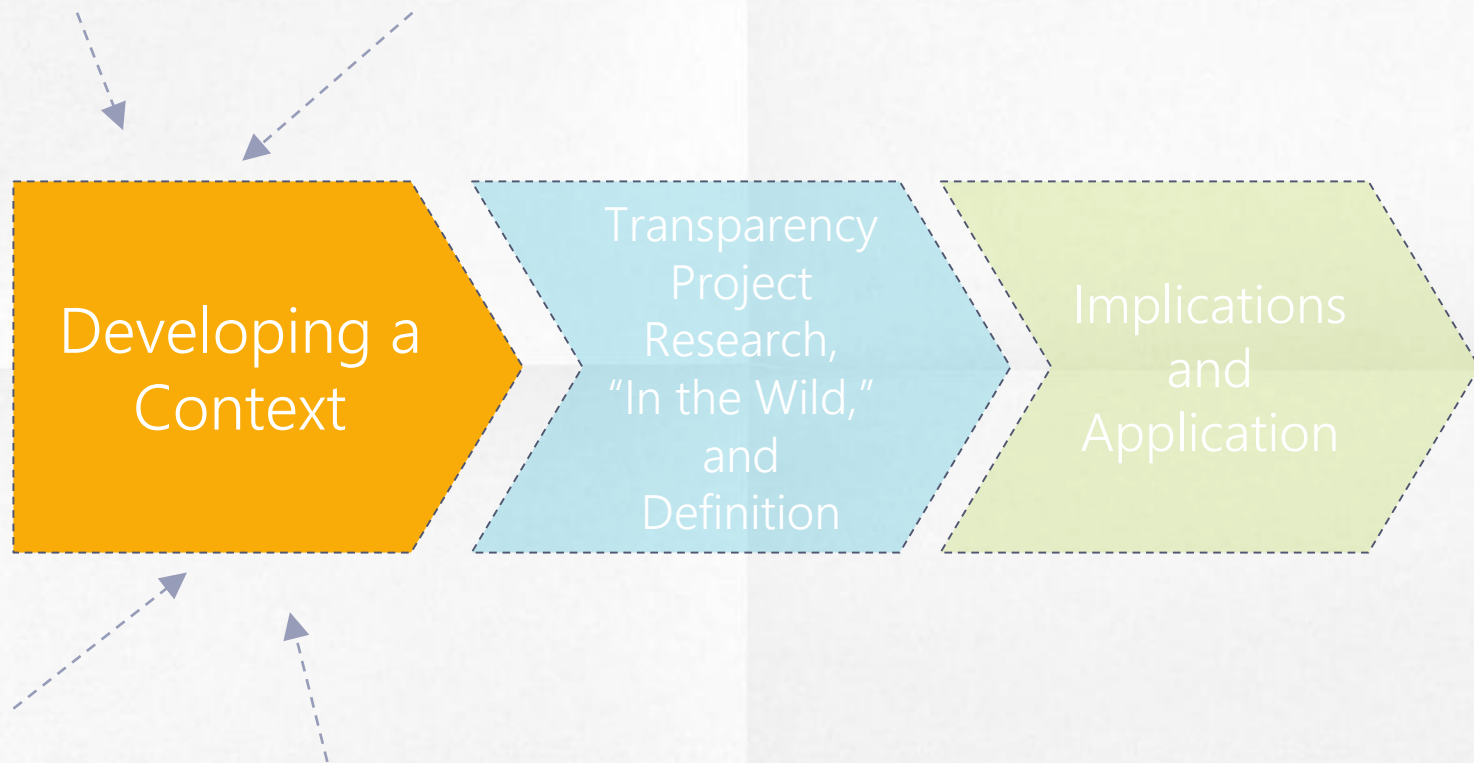 Developing a
Context
Transparency
Project
Research,
“In the Wild,”
and
Definition
Implications
and
Application